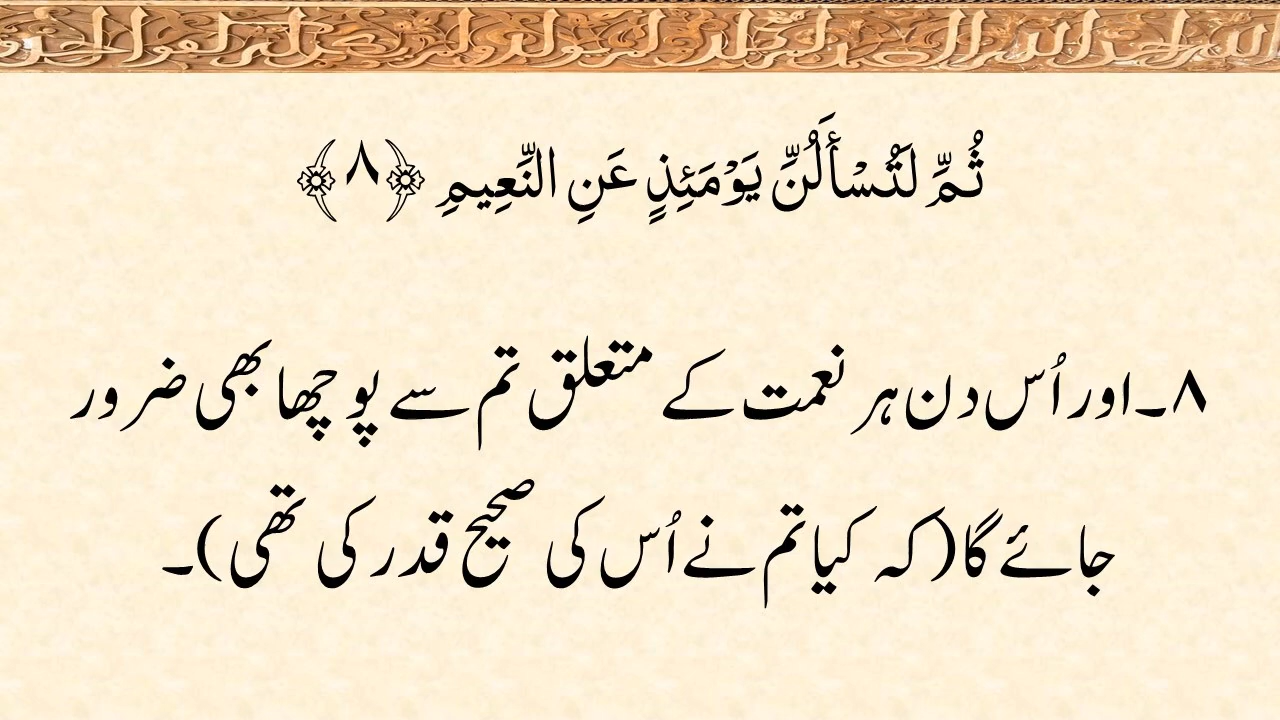 ثُمَّ لَتُسْأَلُنَّ يَوْمَئِذٍ عَنِ النَّعِيمِ ﴿٨﴾
۸۔اور اُس دن ہر نعمت کے متعلق تم سے پوچھا بھی ضرور
جائے گا(کہ کیا تم نے اُس کی صحیح قدر کی تھی)۔